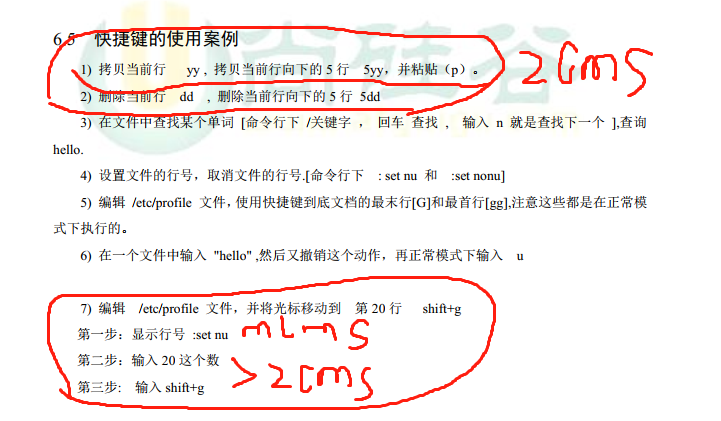 6.5 快捷键的使用案例
1) 拷贝当前行 yy , 拷贝当前行向下的 5 行 5yy，并粘贴（p）。
2) 删除当前行 dd , 删除当前行向下的 5 行 5dd
3) 在文件中查找某个单词 [命令行下 /关键字 ， 回车 查找 , 输入 n 就是查找下一个 ],查询
hello.
4) 设置文件的行号，取消文件的行号.[命令行下 : set nu 和 :set nonu]
5) 编辑 /etc/profile 文件，使用快捷键到底文档的最末行[G]和最首行[gg],注意这些都是在正常模
式下执行的。
6) 在一个文件中输入 "hello" ,然后又撤销这个动作，再正常模式下输入 u
7) 编辑 /etc/profile 文件，并将光标移动到 第 20 行 shift+g
第一步：显示行号 :set nu
第二步：输入 20 这个数
第三步: 输入 shift+g